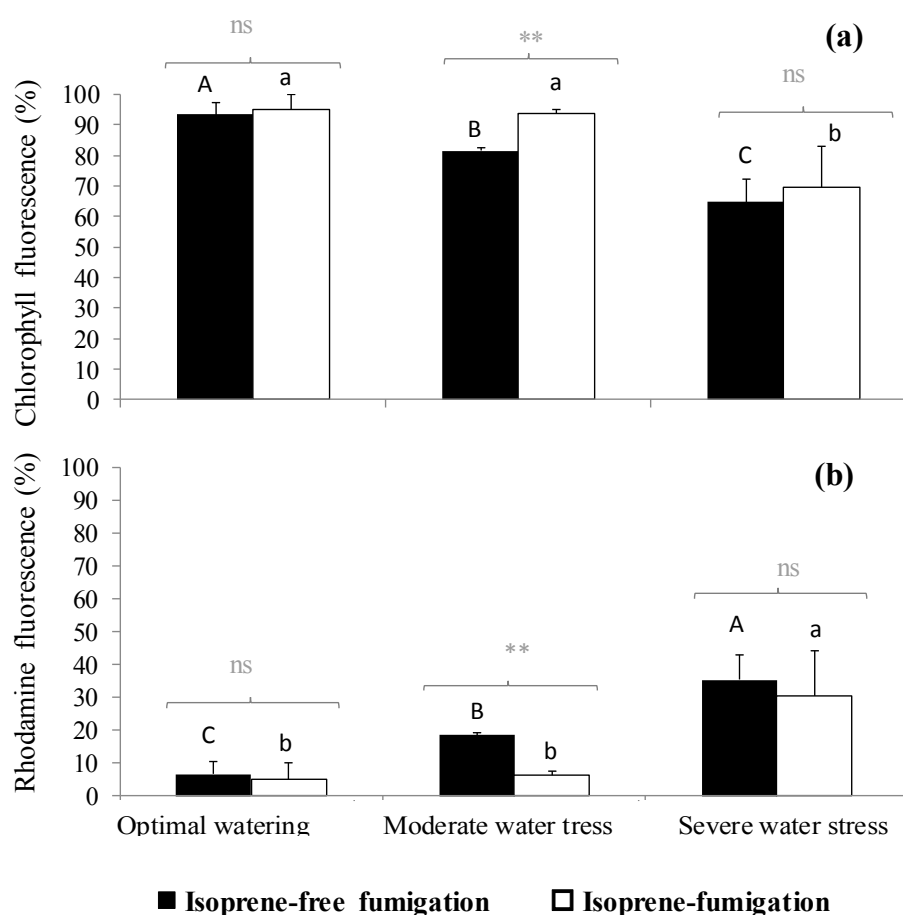 ns
**
(a)
ns
Chlorophyll fluorescence (%)
100
90
80
70
60
50
40
30
20
10
0
A
a
B
a
C
b
Rhodamine fluorescence (%)
100
90
80
70
60
50
40
30
20
10
0
(b)
ns
**
ns
C
b
B
b
A
a
Optimal watering
Moderate water tress
Severe water stress
Isoprene-free fumigation
Isoprene-fumigation